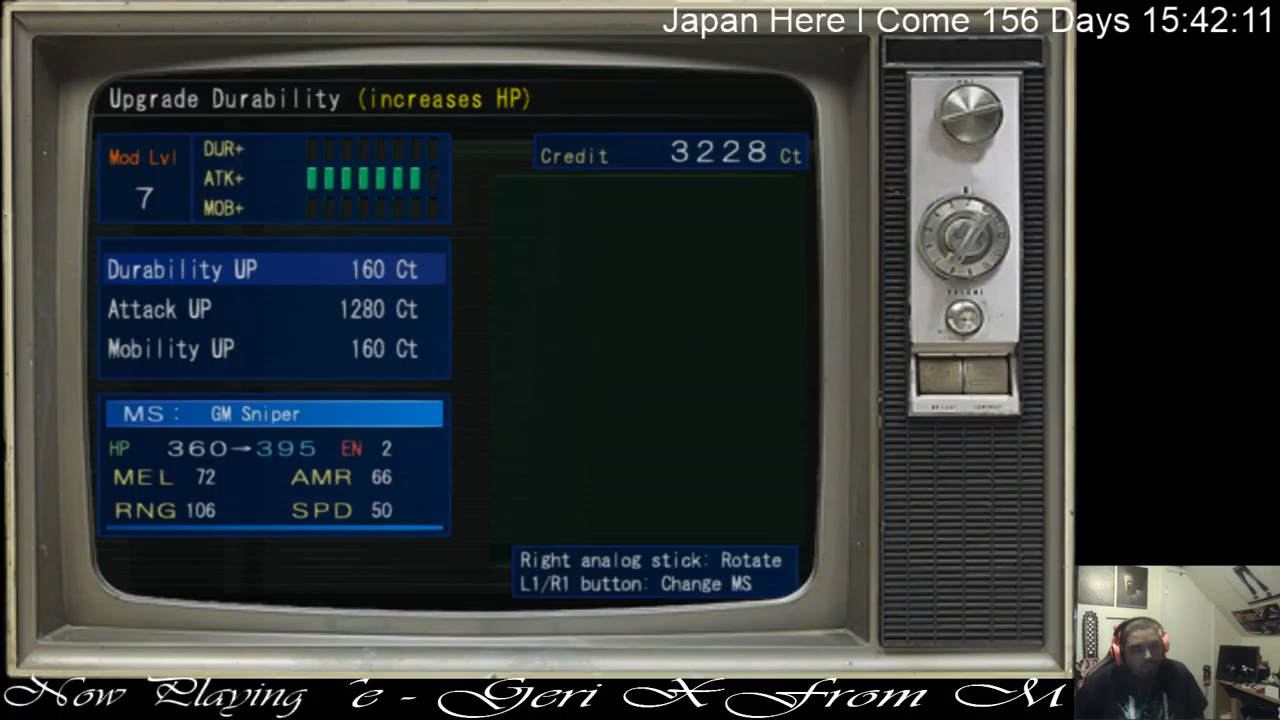 Japan Here I Come 156 Days 15:42:11
Upgrade Durability (increases HP)
Mod Lvl
7
DUR+
ATK+
MOB+
Credit 3228 Ct
Durability UP 160 Ct
Attack UP 1280 Ct
Mobility UP 160 Ct
MS: GM Sniper
HP 360→395 EN 2
MEL 72 AMR 66
RNG 106 SPD 50
Right analog stick: Rotate
L1/R1 button: Change MS
VOLUME
Now Playing e - Geri X From M